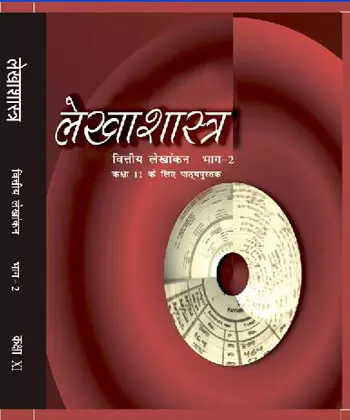 लेखाशास्त्र
वित्तीय लेखांकन भाग-2
कक्षा 11 के लिए पाठ्यपुस्तक
लेखाशास्त्र
वित्तीय लेखांकन
भाग - 2
कक्षा XI